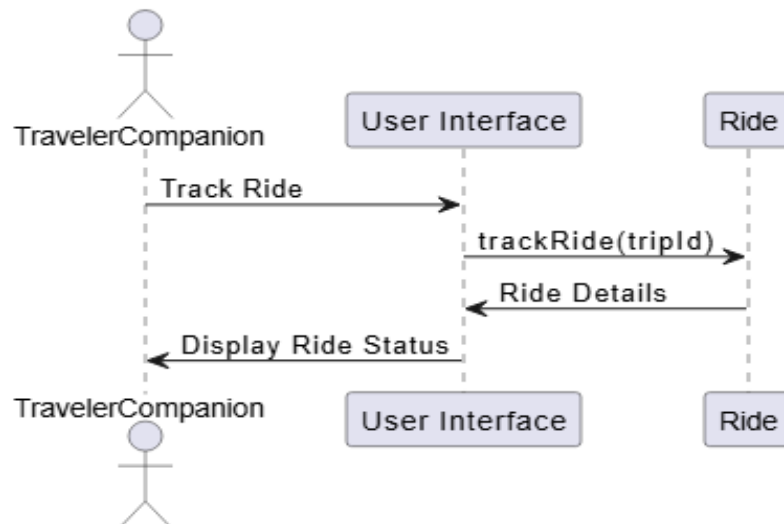 TravelerCompanion
User Interface
Ride
Track Ride
trackRide(tripId)
Ride Details
Display Ride Status
TravelerCompanion
User Interface
Ride